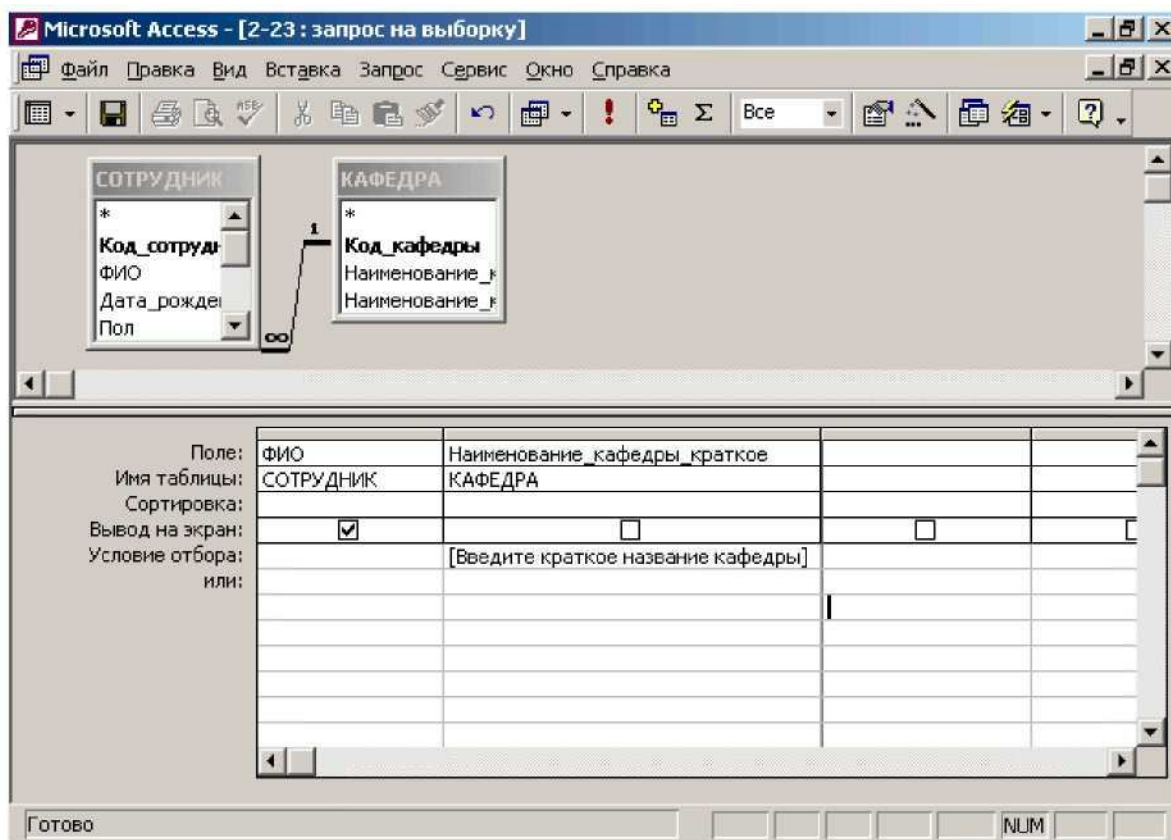 Microsoft Access - [2-23 : запрос на выборку]
Файл Правка Вид Вставка Запрос Сервис Окно Справка
Все
СОТРУДНИК КАФЕДРА
* *
Код_сотрудн 1 Код_кафедры
ФИО Наименование_к
Дата_рожден Наименование_к
Пол ∞
Поле: ФИО Наименование_кафедры_краткое
Имя таблицы: СОТРУДНИК КАФЕДРА
Сортировка:
Вывод на экран:
Условие отбора: [Введите краткое название кафедры]
или:
Готово NUM